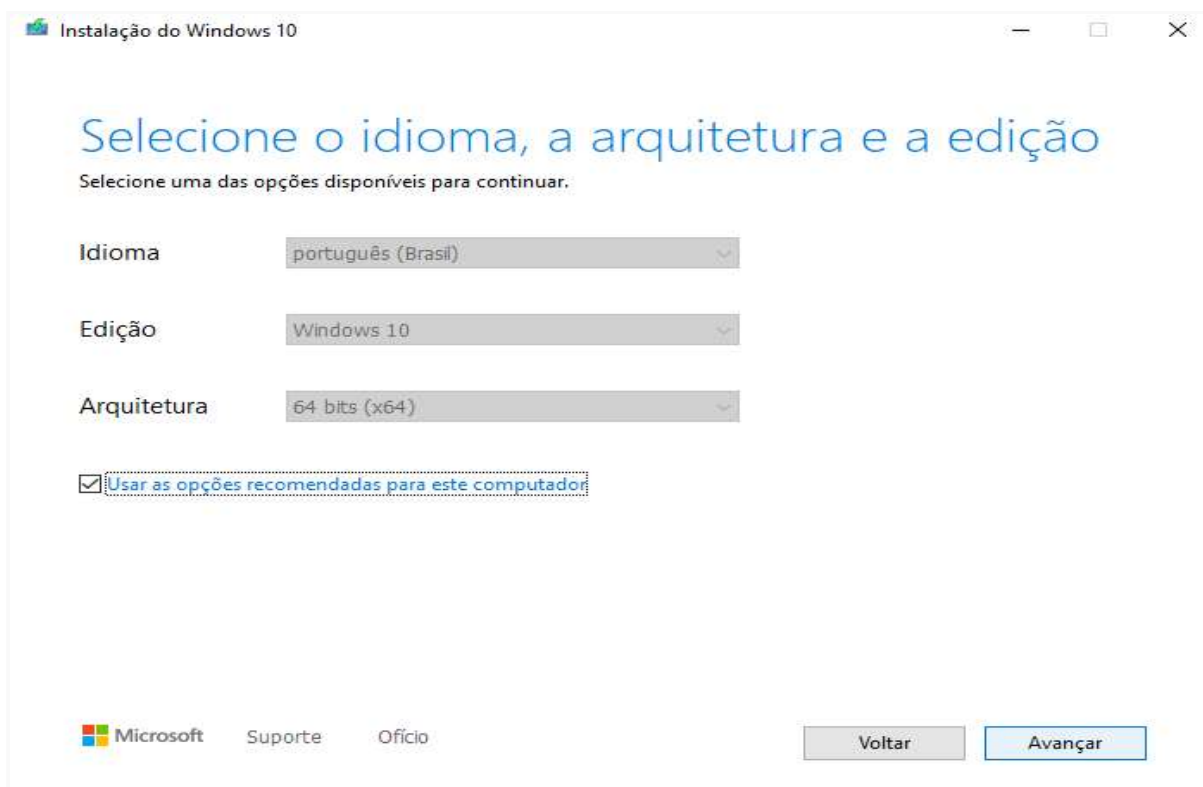 Instalação do Windows 10
Selecione o idioma, a arquitetura e a edição
Selecione uma das opções disponíveis para continuar.
Idioma português (Brasil)
Edição Windows 10
Arquitetura 64 bits (x64)
Usar as opções recomendadas para este computador
Microsoft Suporte Ofício Voltar Avançar